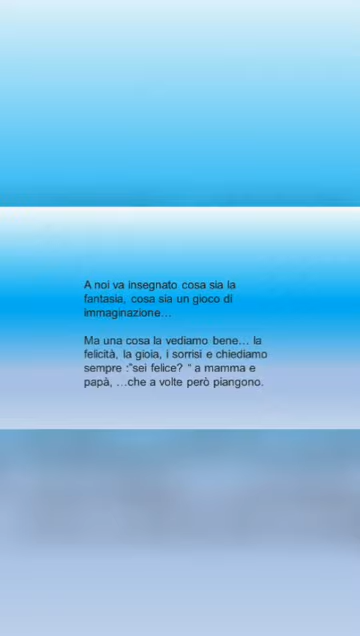 A noi va insegnato cosa sia la
fantasia, cosa sia un gioco di
immaginazione…
Ma una cosa la vediamo bene… la
felicità, la gioia, i sorrisi e chiediamo
sempre :”sei felice? ” a mamma e
papà, …che a volte però piangono.